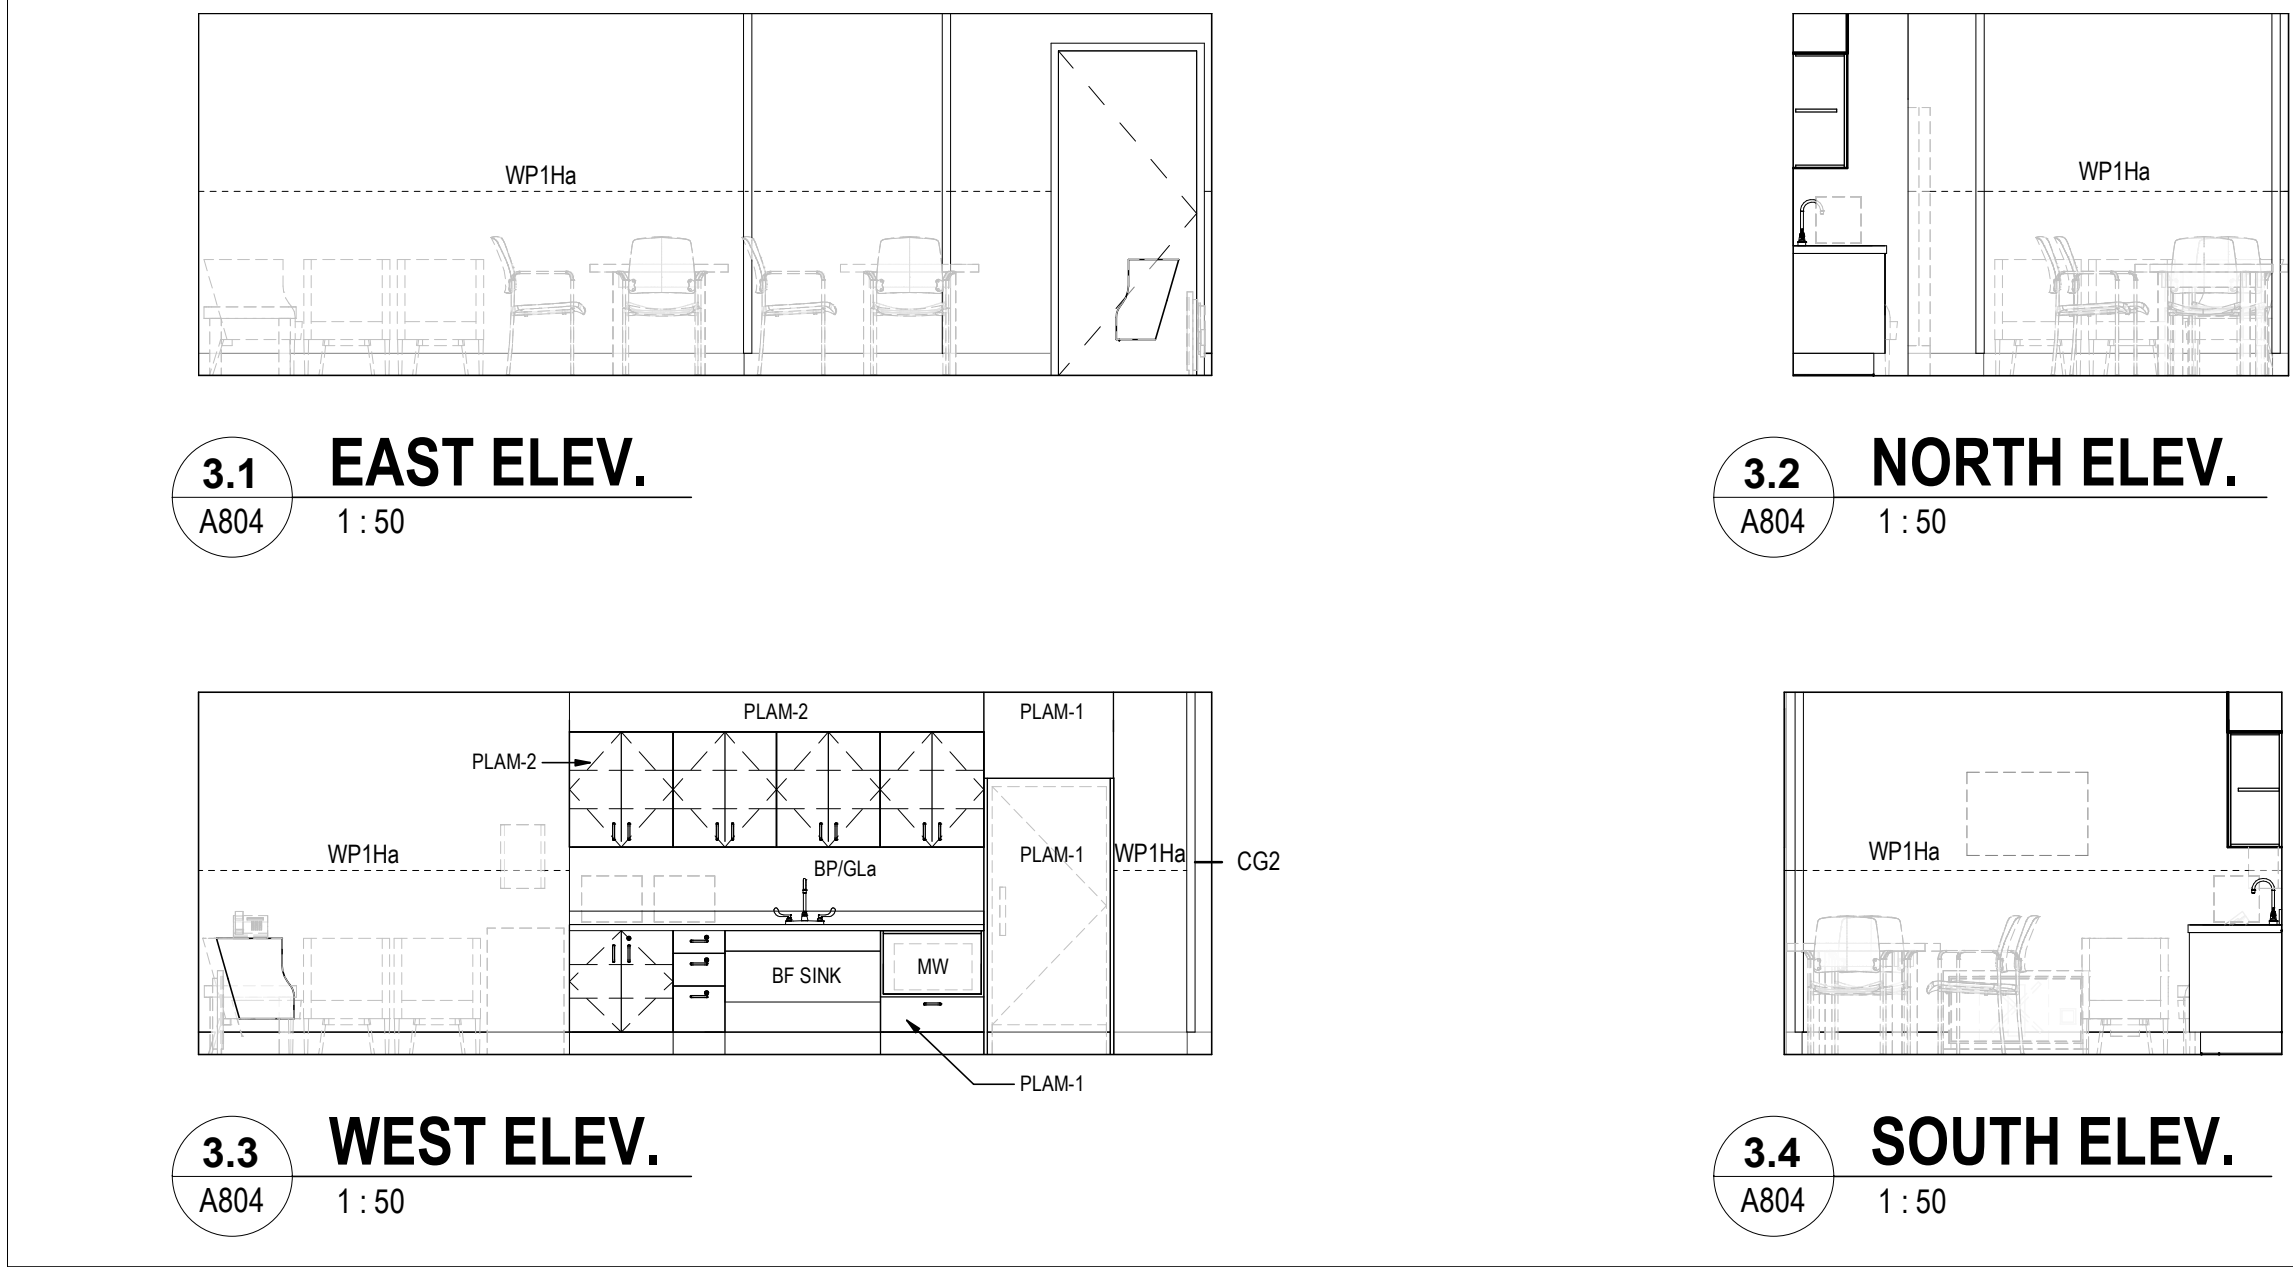 WP1Ha
WP1Ha
3.1
A804
EAST ELEV.
1 : 50
3.2
A804
NORTH ELEV.
1 : 50
PLAM-2
PLAM-1
PLAM-2
WP1Ha
BP/GLa
PLAM-1
WP1Ha
CG2
BF SINK
MW
PLAM-1
WP1Ha
3.3
A804
WEST ELEV.
1 : 50
3.4
A804
SOUTH ELEV.
1 : 50